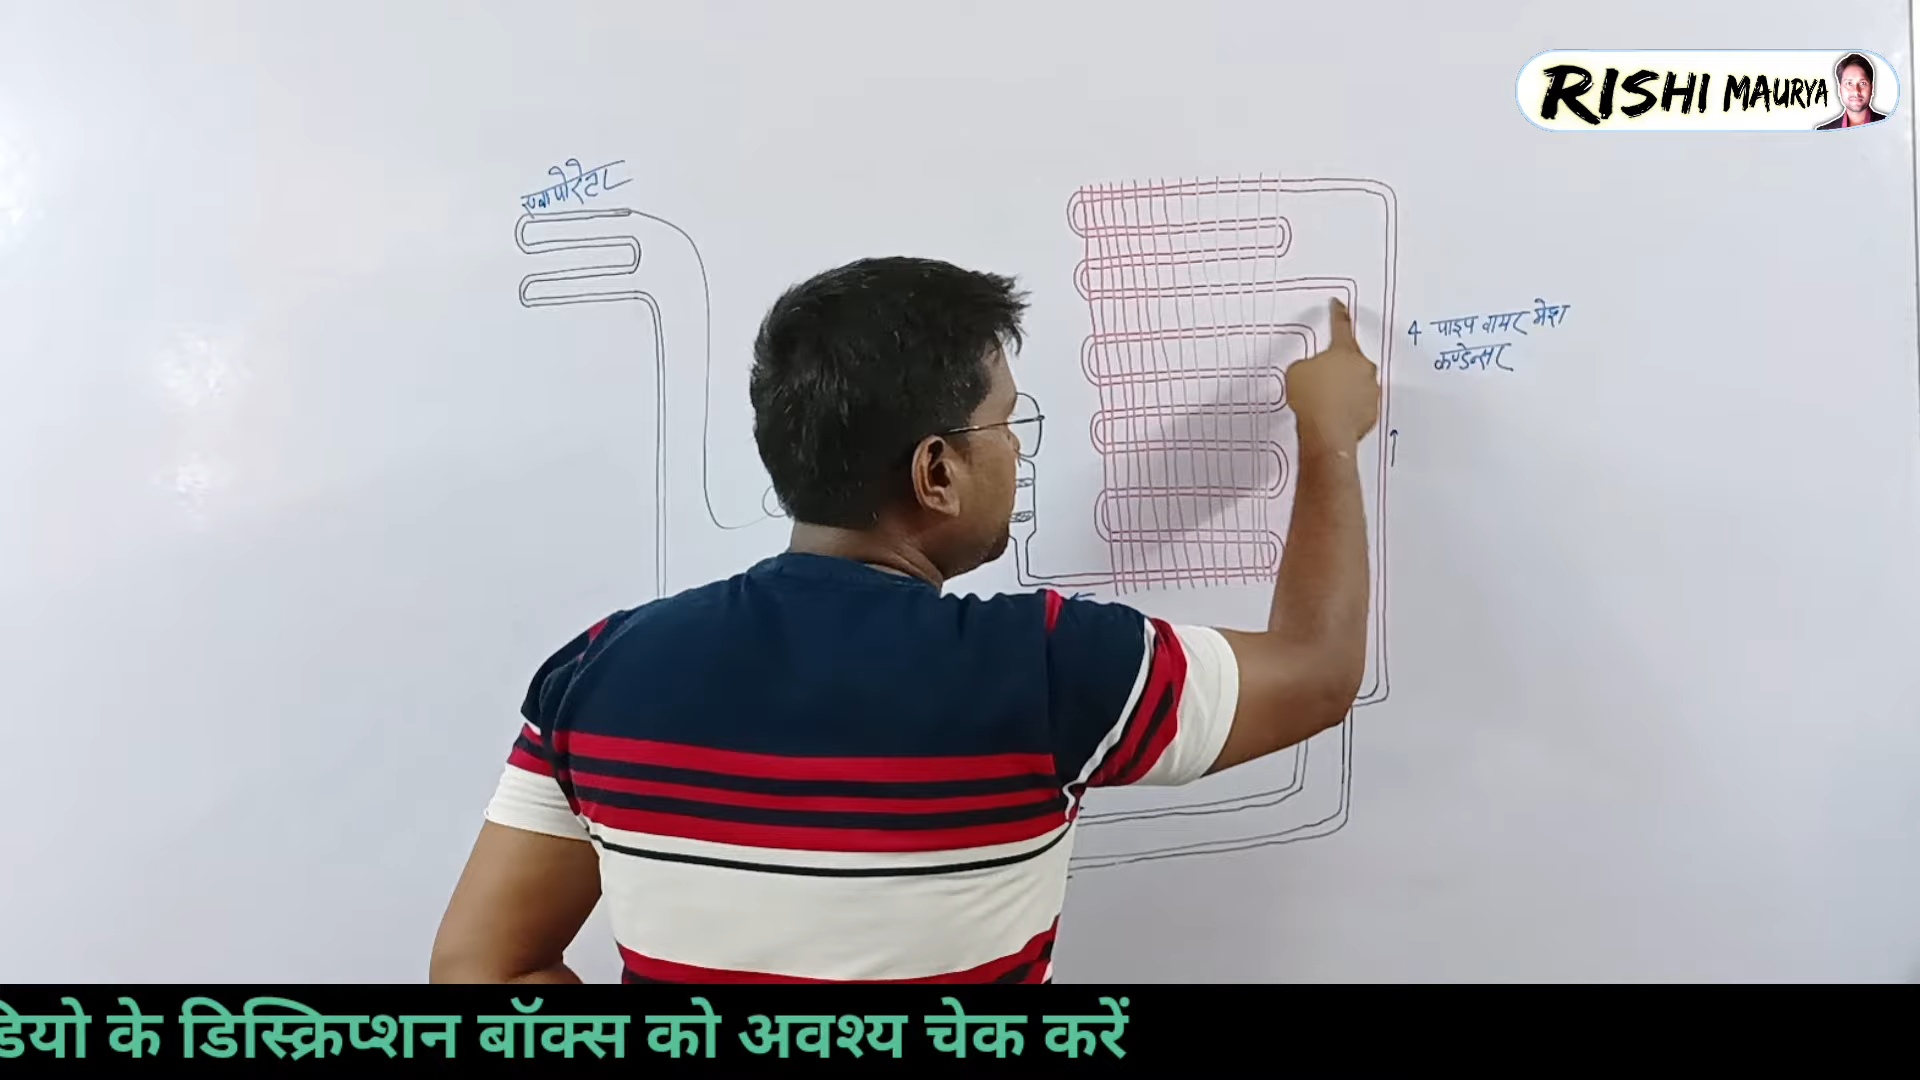 RISHI MAURYA
एवापोरेटर
4 पाइप वायर मेश
कण्डेन्सर
डियो के डिस्क्रिप्शन बॉक्स को अवश्य चेक करें